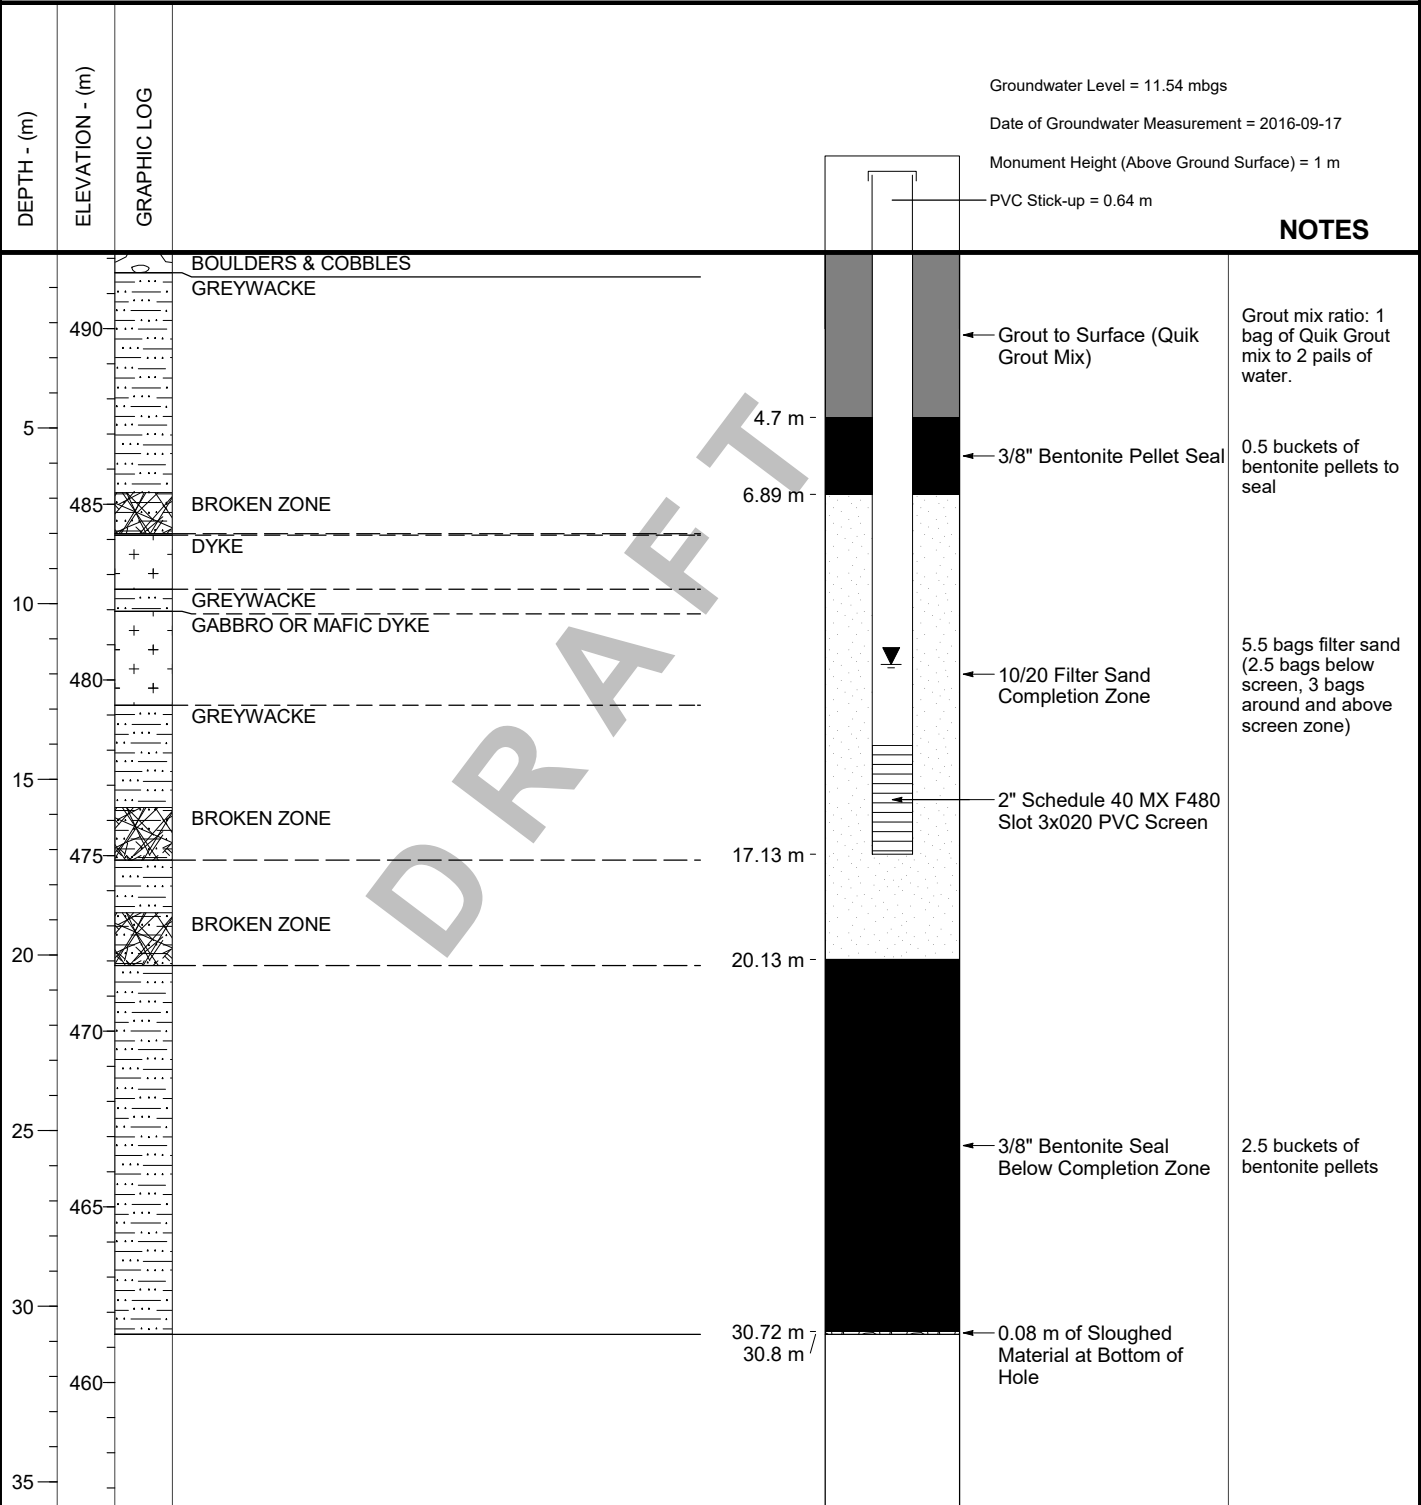 DEPTH - (m)
ELEVATION - (m)
GRAPHIC LOG
Groundwater Level = 11.54 mbgs
Date of Groundwater Measurement = 2016-09-17
Monument Height (Above Ground Surface) = 1 m
PVC Stick-up = 0.64 m
NOTES
BOULDERS & COBBLES
GREYWACKE
490
Grout to Surface (Quik
Grout Mix)
Grout mix ratio: 1
bag of Quik Grout
mix to 2 pails of
water.
4.7 m
5
3/8" Bentonite Pellet Seal
0.5 buckets of
bentonite pellets to
seal
6.89 m
485
BROKEN ZONE
DYKE
10
GREYWACKE
GABBRO OR MAFIC DYKE
480
10/20 Filter Sand
Completion Zone
5.5 bags filter sand
(2.5 bags below
screen, 3 bags
around and above
screen zone)
GREYWACKE
15
2" Schedule 40 MX F480
Slot 3x020 PVC Screen
BROKEN ZONE
475
17.13 m
BROKEN ZONE
20
20.13 m
470
25
3/8" Bentonite Seal
Below Completion Zone
2.5 buckets of
bentonite pellets
465
30
30.72 m
30.8 m
0.08 m of Sloughed
Material at Bottom of
Hole
460
35
DRAFT